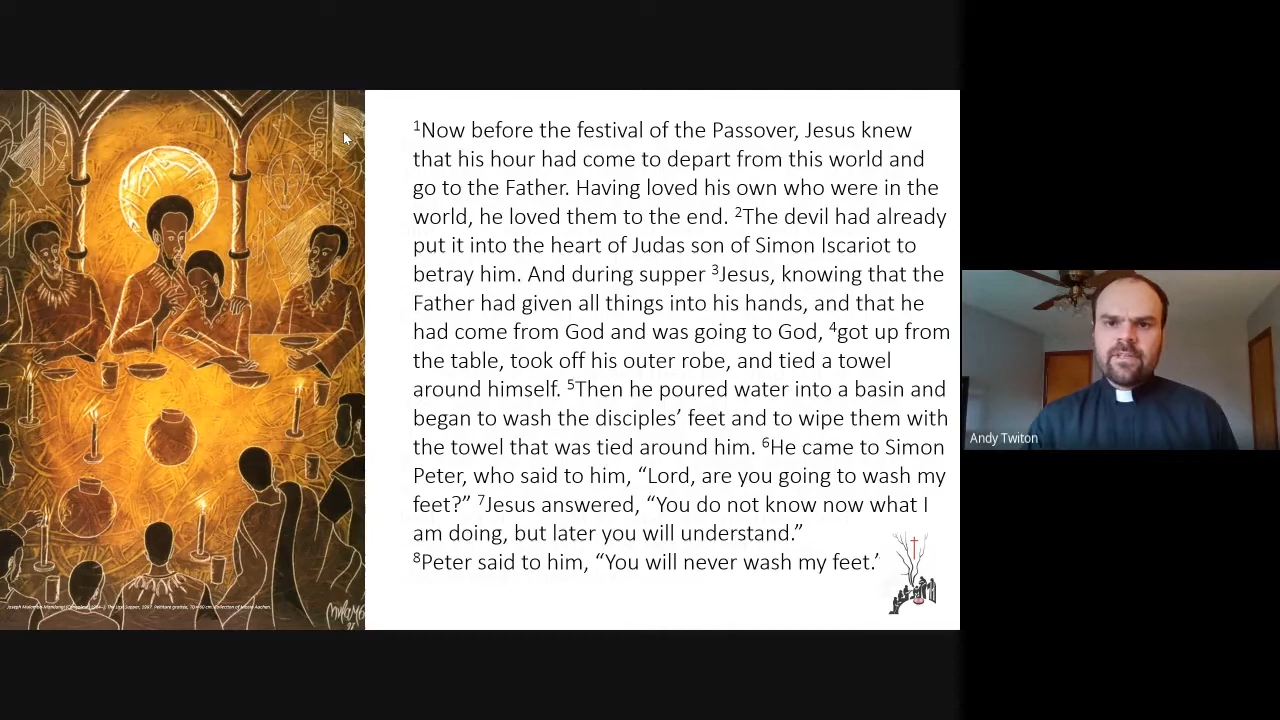 ¹Now before the festival of the Passover, Jesus knew
that his hour had come to depart from this world and
go to the Father. Having loved his own who were in the
world, he loved them to the end. ²The devil had already
put it into the heart of Judas son of Simon Iscariot to
betray him. And during supper ³Jesus, knowing that the
Father had given all things into his hands, and that he
had come from God and was going to God, ⁴got up from
the table, took off his outer robe, and tied a towel
around himself. ⁵Then he poured water into a basin and
began to wash the disciples’ feet and to wipe them with
the towel that was tied around him. ⁶He came to Simon
Peter, who said to him, “Lord, are you going to wash my
feet?” ⁷Jesus answered, “You do not know now what I
am doing, but later you will understand.”
⁸Peter said to him, “You will never wash my feet.’
Andy Twiton
The Last Supper, 1997.